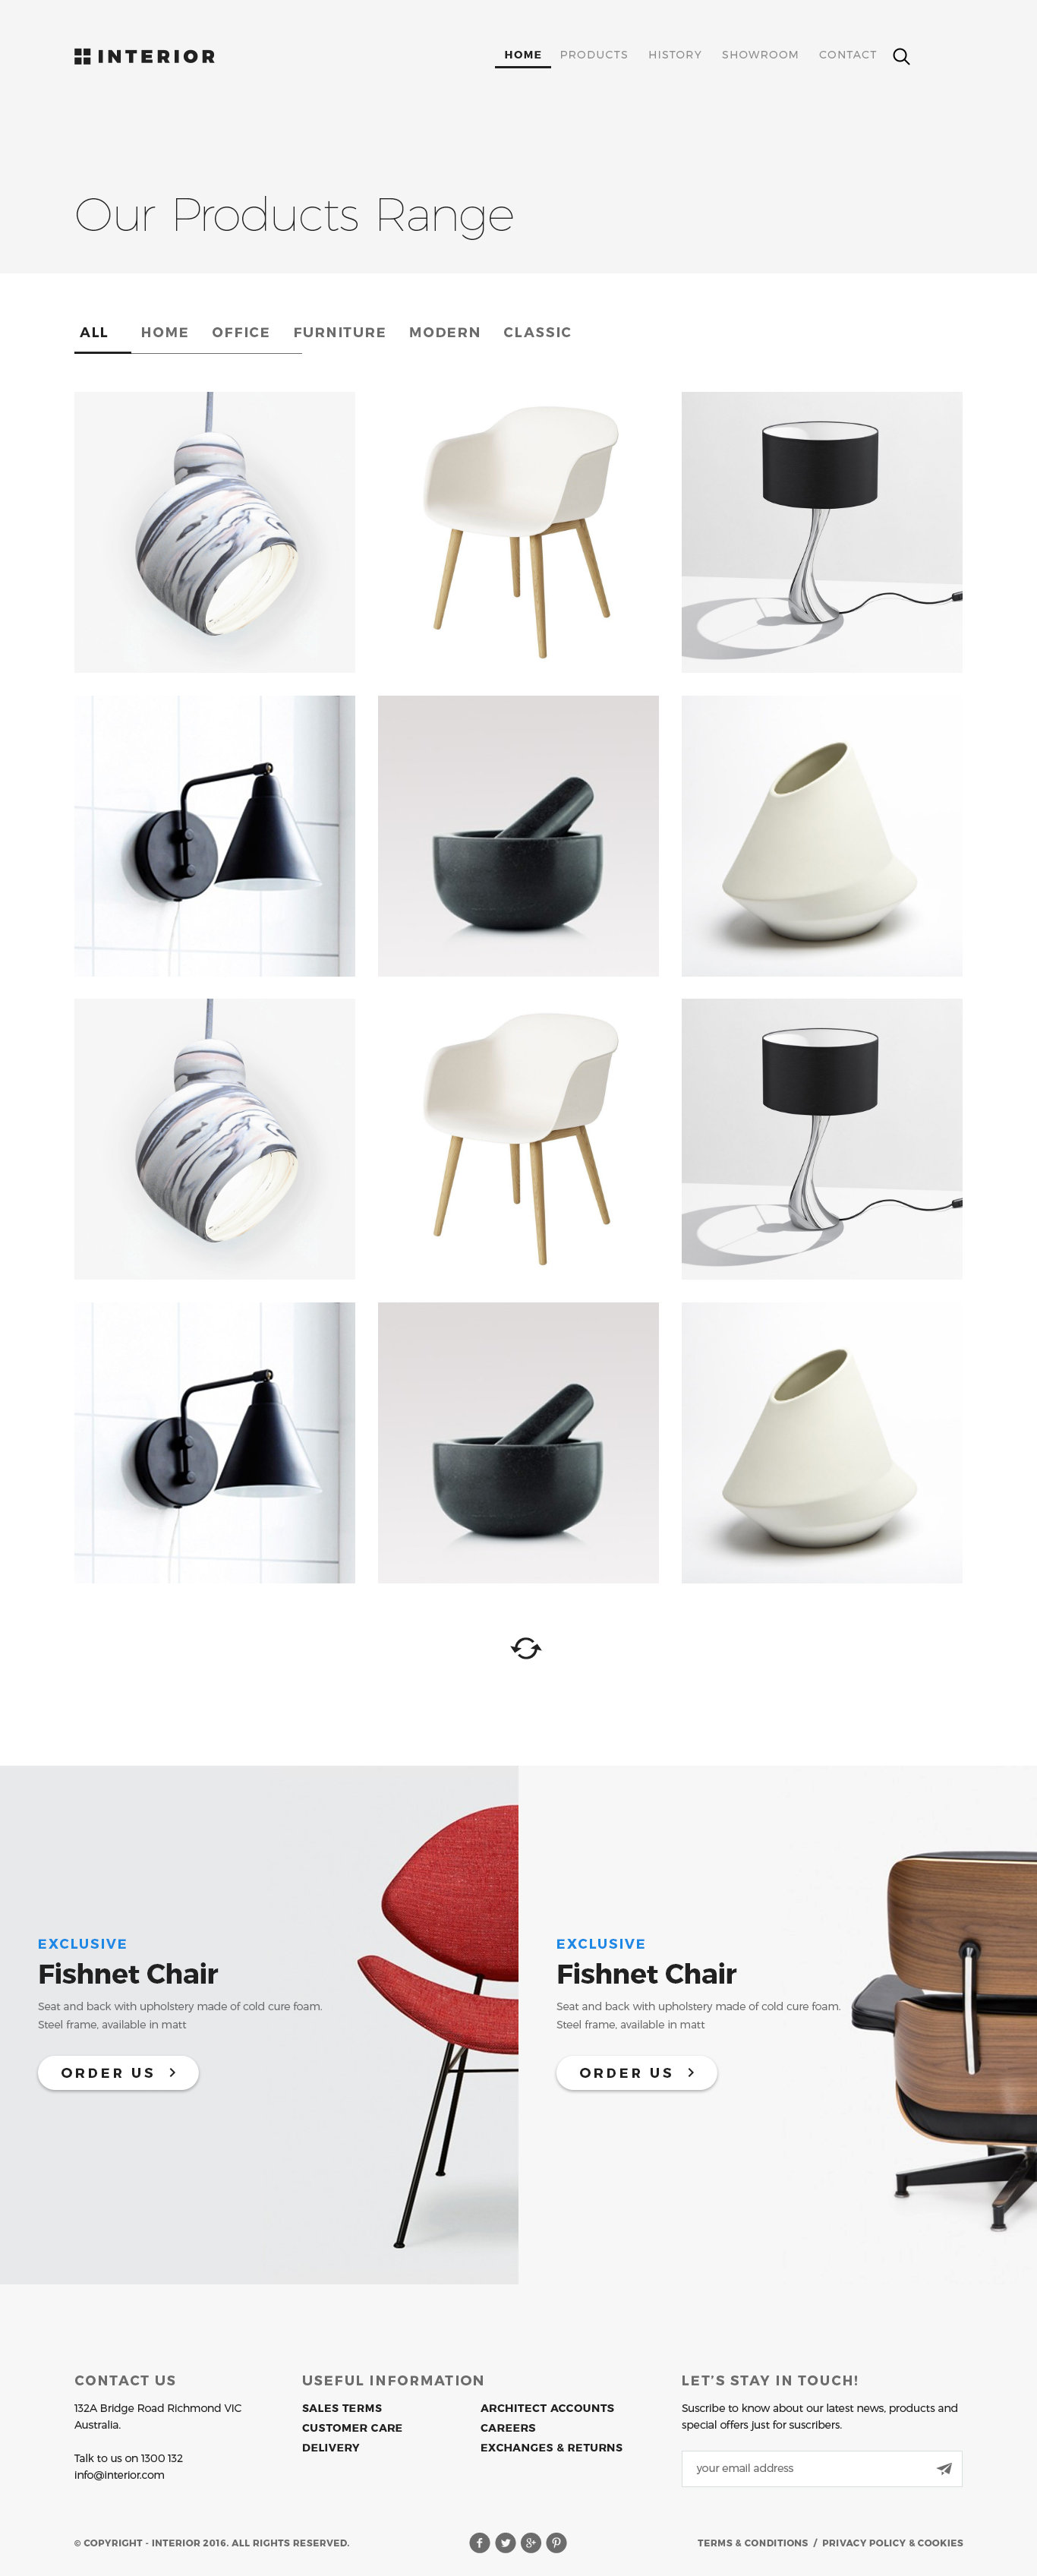 INTERIOR
HOME PRODUCTS HISTORY SHOWROOM CONTACT
Our Products Range
ALL HOME OFFICE FURNITURE MODERN CLASSIC
EXCLUSIVE
Fishnet Chair
Seat and back with upholstery made of cold cure foam.
Steel frame, available in matt
ORDER US
EXCLUSIVE
Fishnet Chair
Seat and back with upholstery made of cold cure foam.
Steel frame, available in matt
ORDER US
CONTACT US
132A Bridge Road Richmond VIC
Australia.
Talk to us on 1300 132
info@interior.com
USEFUL INFORMATION
SALES TERMS
CUSTOMER CARE
DELIVERY
ARCHITECT ACCOUNTS
CAREERS
EXCHANGES & RETURNS
LET'S STAY IN TOUCH!
Suscribe to know about our latest news, products and
special offers just for suscribers.
your email address
© COPYRIGHT - INTERIOR 2016. ALL RIGHTS RESERVED.
TERMS & CONDITIONS / PRIVACY POLICY & COOKIES